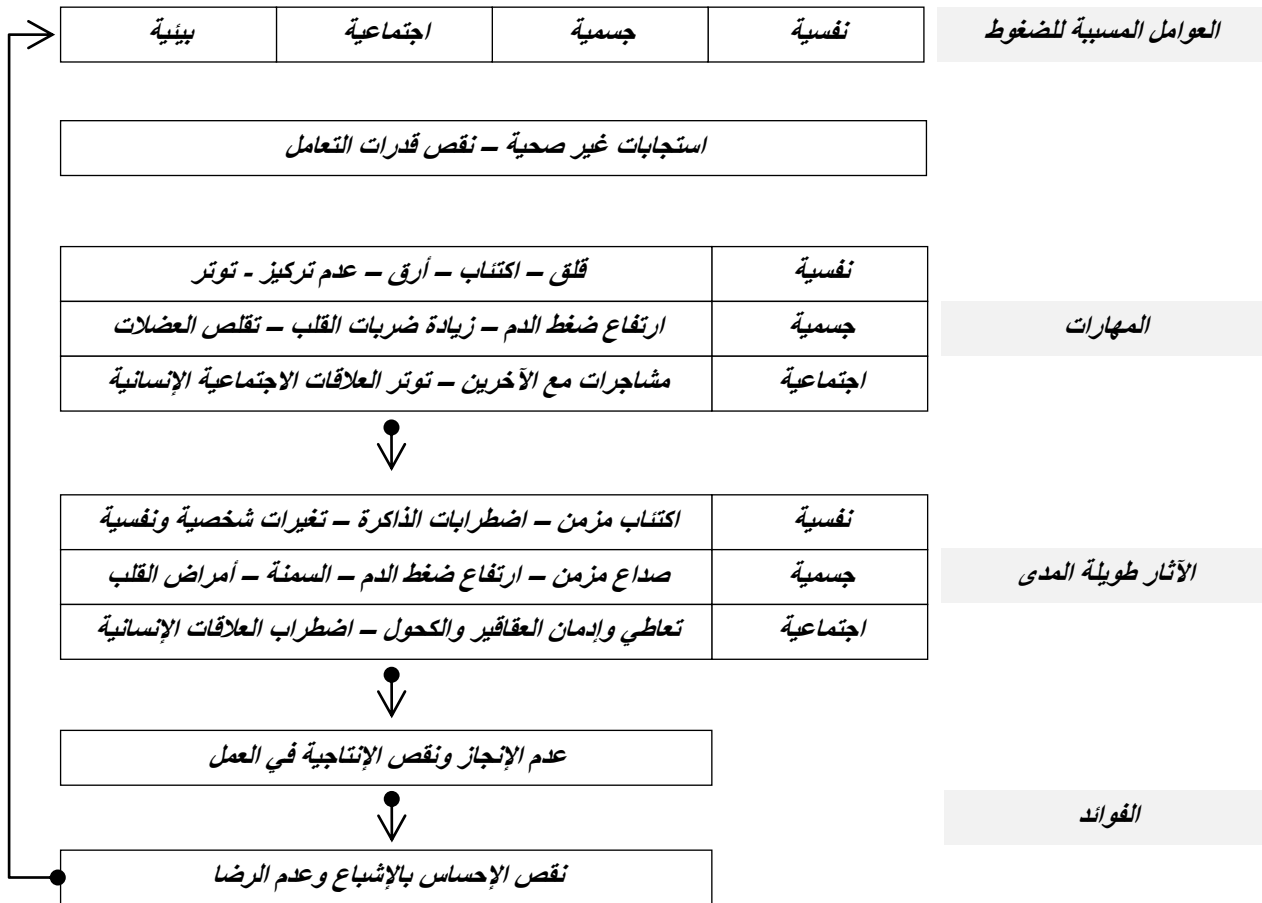 العوامل المسببة للضغوط
نفسية جسمية اجتماعية بيئية
استجابات غير صحية – نقص قدرات التعامل
نفسية قلق – اكتئاب – أرق – عدم تركيز - توتر
المهارات
جسمية ارتفاع ضغط الدم – زيادة ضربات القلب – تقلص العضلات
اجتماعية مشاجرات مع الآخرين – توتر العلاقات الاجتماعية الإنسانية
نفسية اكتئاب مزمن – اضطرابات الذاكرة – تغيرات شخصية ونفسية
الآثار طويلة المدى
جسمية صداع مزمن – ارتفاع ضغط الدم – السمنة – أمراض القلب
اجتماعية تعاطي وإدمان العقاقير والكحول – اضطراب العلاقات الإنسانية
عدم الإنجاز ونقص الإنتاجية في العمل
الفوائد
نقص الإحساس بالإشباع وعدم الرضا